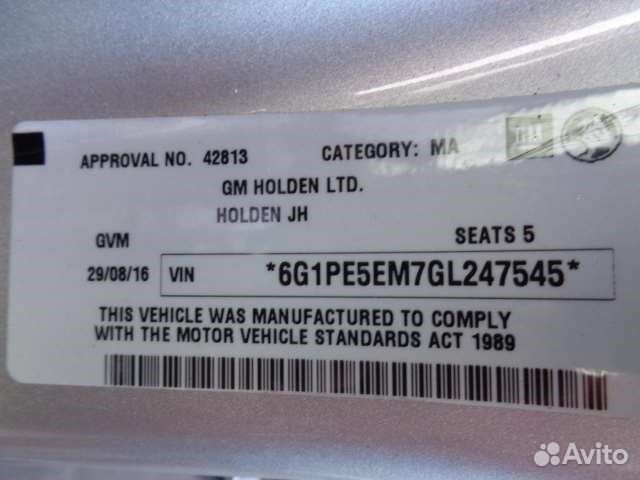 APPROVAL NO. 42813 CATEGORY: MA
GM HOLDEN LTD.
HOLDEN JH
GVM SEATS 5
29/08/16 VIN *6G1PE5EM7GL247545*
THIS VEHICLE WAS MANUFACTURED TO COMPLY
WITH THE MOTOR VEHICLE STANDARDS ACT 1989
Avito